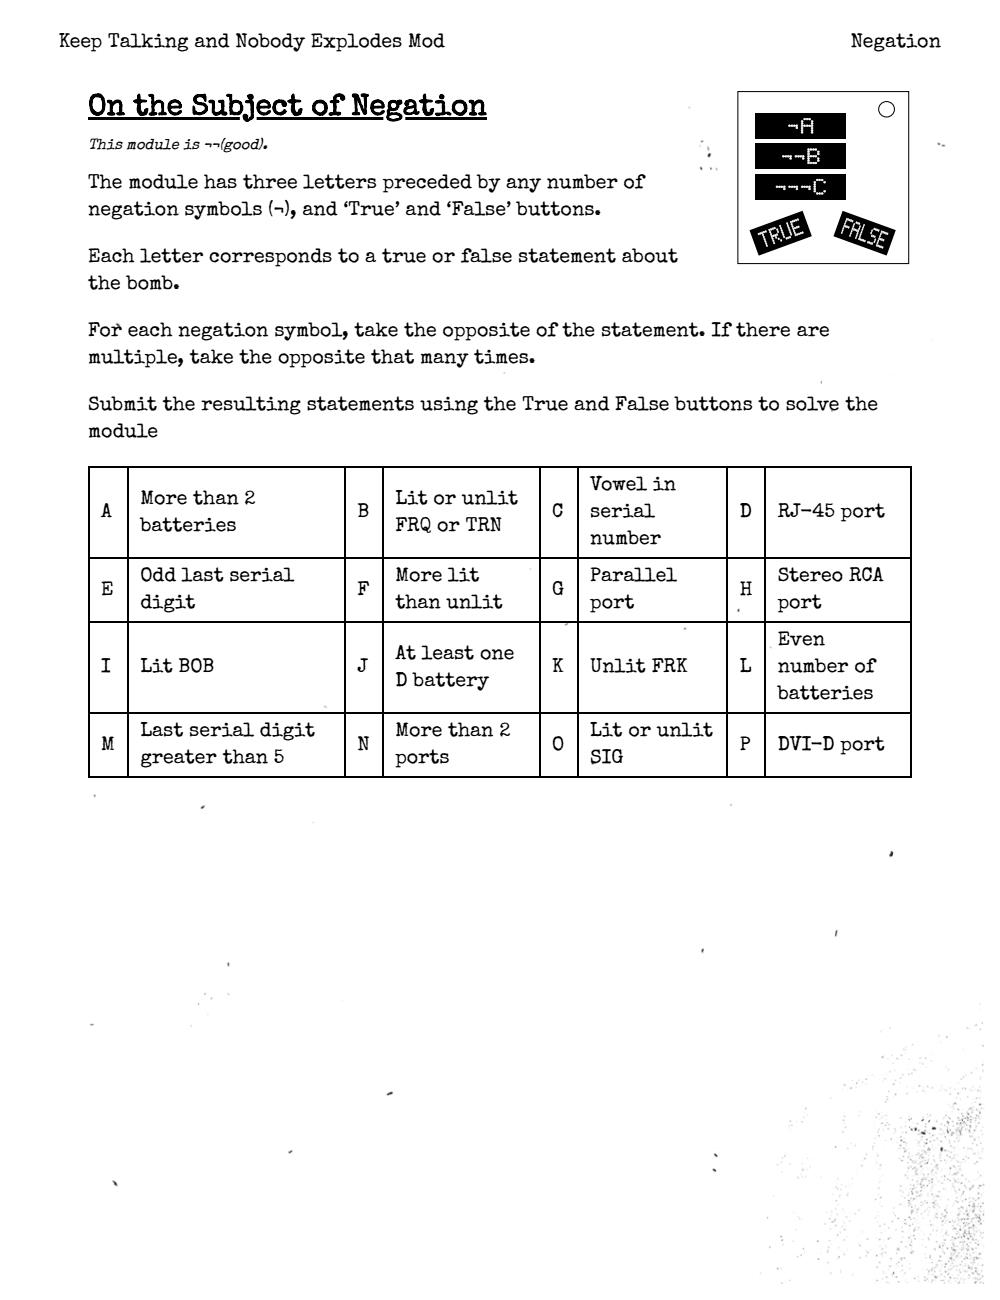 Keep Talking and Nobody Explodes Mod
Negation
On the Subject of Negation
This module is ¬¬(good).
The module has three letters preceded by any number of
negation symbols (¬), and ‘True’ and ‘False’ buttons.
Each letter corresponds to a true or false statement about
the bomb.
¬A
¬¬B
¬¬¬C
TRUE
FALSE
For each negation symbol, take the opposite of the statement. If there are
multiple, take the opposite that many times.
Submit the resulting statements using the True and False buttons to solve the
module
A
More than 2
batteries
B
Lit or unlit
FRQ or TRN
C
Vowel in
serial
number
D
RJ-45 port
E
Odd last serial
digit
F
More lit
than unlit
G
Parallel
port
H
Stereo RCA
port
I
Lit BOB
J
At least one
D battery
K
Unlit FRK
L
Even
number of
batteries
M
Last serial digit
greater than 5
N
More than 2
ports
O
Lit or unlit
SIG
P
DVI-D port